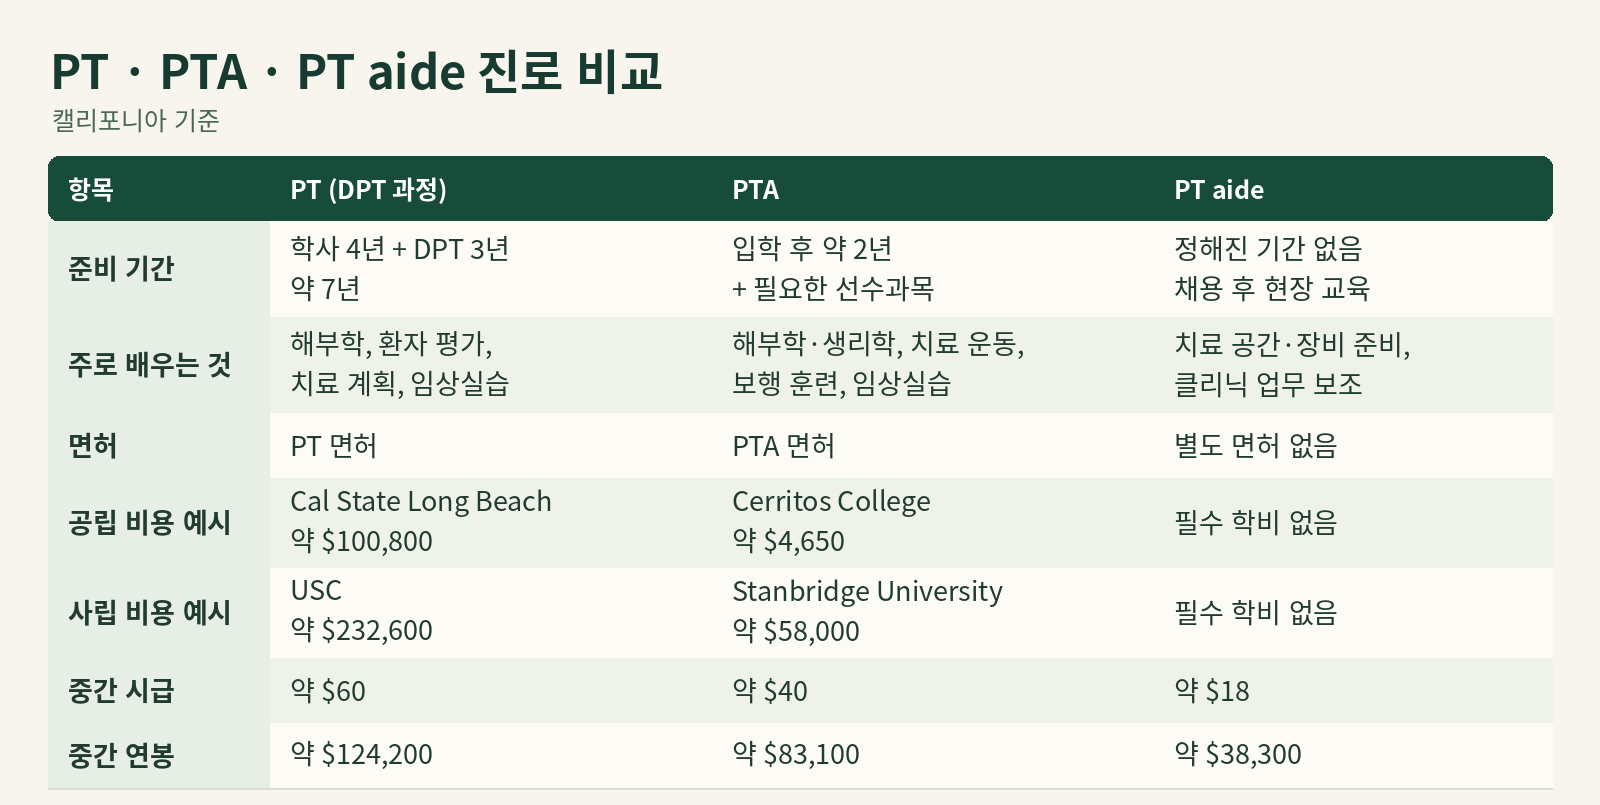 PT · PTA · PT aide 진로 비교
캘리포니아 기준
항목 PT (DPT 과정) PTA PT aide
준비 기간
학사 4년 + DPT 3년
약 7년
입학 후 약 2년
+ 필요한 선수과목
정해진 기간 없음
채용 후 현장 교육
주로 배우는 것
해부학, 환자 평가,
치료 계획, 임상실습
해부학·생리학, 치료 운동,
보행 훈련, 임상실습
치료 공간·장비 준비,
클리닉 업무 보조
면허 PT 면허 PTA 면허 별도 면허 없음
공립 비용 예시
Cal State Long Beach
약 $100,800
Cerritos College
약 $4,650
필수 학비 없음
사립 비용 예시
USC
약 $232,600
Stanbridge University
약 $58,000
필수 학비 없음
중간 시급 약 $60 약 $40 약 $18
중간 연봉 약 $124,200 약 $83,100 약 $38,300